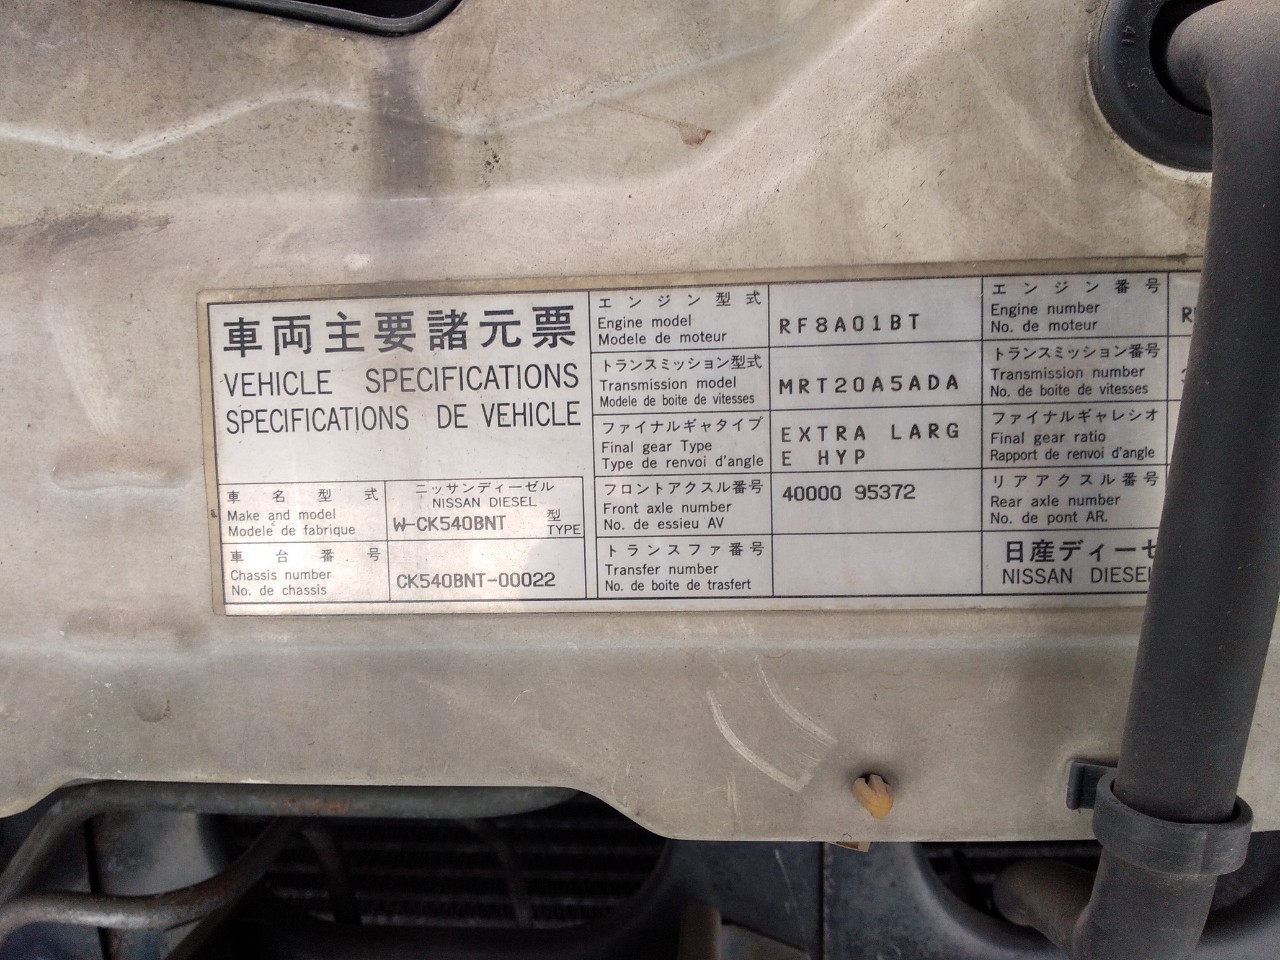 車両主要諸元票
VEHICLE SPECIFICATIONS
SPECIFICATIONS DE VEHICLE
車名型式
Make and model
Modele de fabrique
ニッサンディーゼル
NISSAN DIESEL
W-CK540BNT
型
TYPE
車台番号
Chassis number
No. de chassis
CK540BNT-00022
エンジン型式
Engine model
Modele de moteur
RF8A01BT
トランスミッション型式
Transmission model
Modele de boite de vitesses
MRT20A5ADA
ファイナルギヤタイプ
Final gear Type
Type de renvoi d'angle
EXTRA LARG
E HYP
フロントアクスル番号
Front axle number
No. de essieu AV
40000 95372
トランスファ番号
Transfer number
No. de boite de trasfert
エンジン番号
Engine number
No. de moteur
トランスミッション番号
Transmission number
No. de boite de vitesses
ファイナルギヤレシオ
Final gear ratio
Rapport de renvoi d'angle
リアアクスル番号
Rear axle number
No. de pont AR.
日産ディーゼ
NISSAN DIESEL